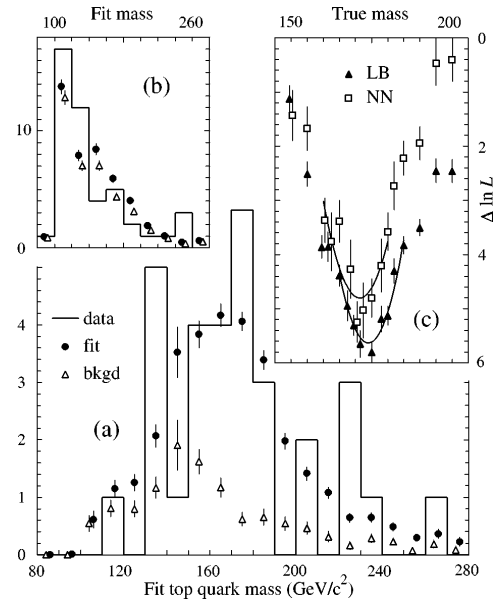 Fit mass
100 260
True mass
150 200
(b)
10
0
LB
NN
0
2
4
6
Δ ln L
(c)
data
fit
bkgd
(a)
4
3
2
1
0
80 120 160 200 240 280
Fit top quark mass (GeV/c²)